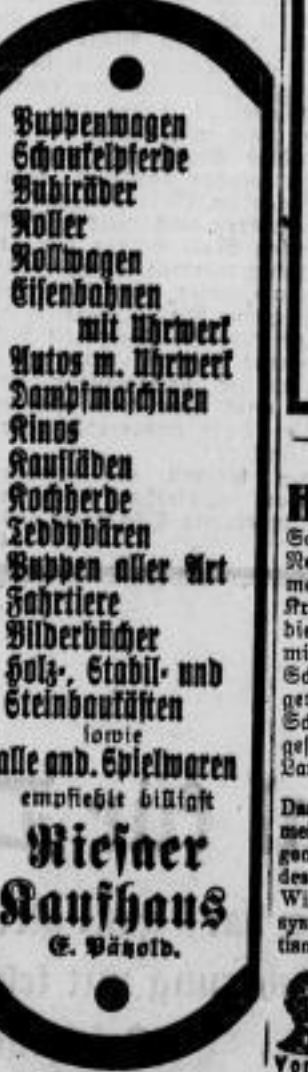 Puppenwagen
Schaukelpferde
Bubiräder
Roller
Rollwagen
Eisenbahnen
mit Uhrwerk
Autos m. Uhrwerk
Dampfmaschinen
Kinos
Kaufläden
Kochherde
Teddybären
Puppen aller Art
Fahrtiere
Bilderbücher
Holz-, Stabil- und
Steinbaukästen
sowie
alle and. Spielwaren
empfiehlt billigst
Riesaer
Kaufhaus
E. Pätzold.